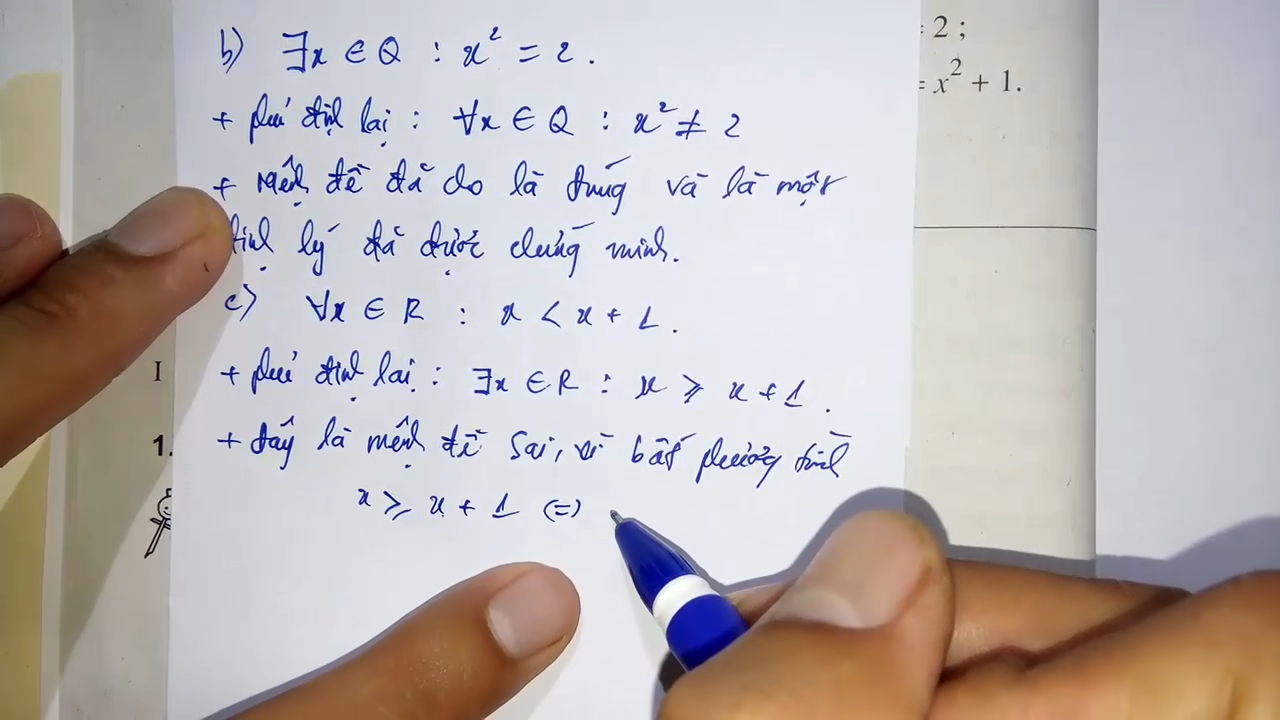 b) ∃x ∈ Q : x² = 2.
+ phủ định lại : ∀x ∈ Q : x² ≠ 2
+ Mệnh đề đã cho là đúng và là một
định lý đã được chứng minh.
c) ∀x ∈ R : x < x + 1.
+ phủ định lại : ∃x ∈ R : x ⩾ x + 1.
+ đây là mệnh đề sai, vì bất phương trình
x ⩾ x + 1 (=)
= 2 ;
= x² + 1.
I
1.